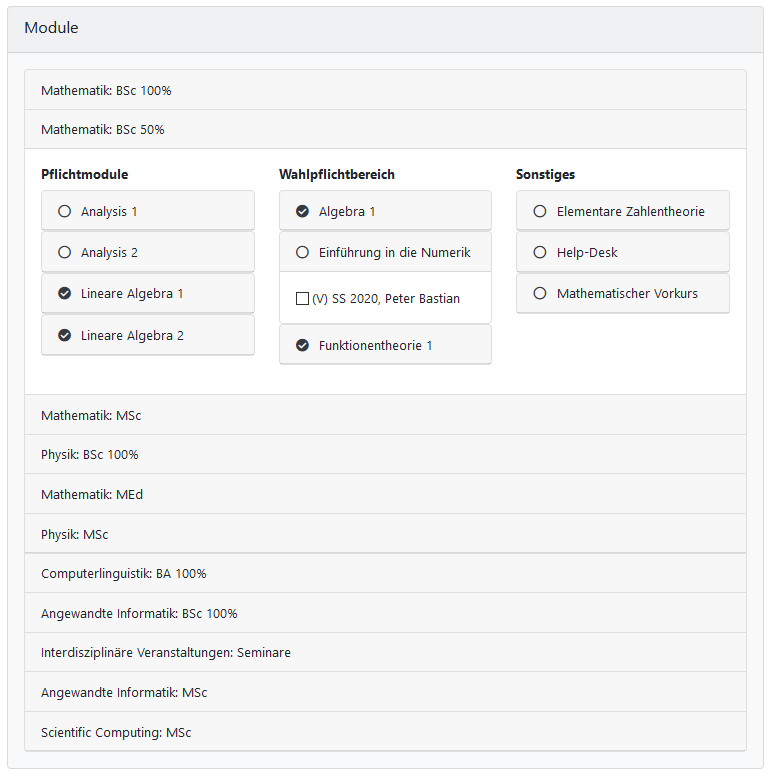 Module
Mathematik: BSc 100%
Mathematik: BSc 50%
Pflichtmodule
Analysis 1
Analysis 2
Lineare Algebra 1
Lineare Algebra 2
Wahlpflichtbereich
Algebra 1
Einführung in die Numerik
(V) SS 2020, Peter Bastian
Funktionentheorie 1
Sonstiges
Elementare Zahlentheorie
Help-Desk
Mathematischer Vorkurs
Mathematik: MSc
Physik: BSc 100%
Mathematik: MEd
Physik: MSc
Computerlinguistik: BA 100%
Angewandte Informatik: BSc 100%
Interdisziplinäre Veranstaltungen: Seminare
Angewandte Informatik: MSc
Scientific Computing: MSc